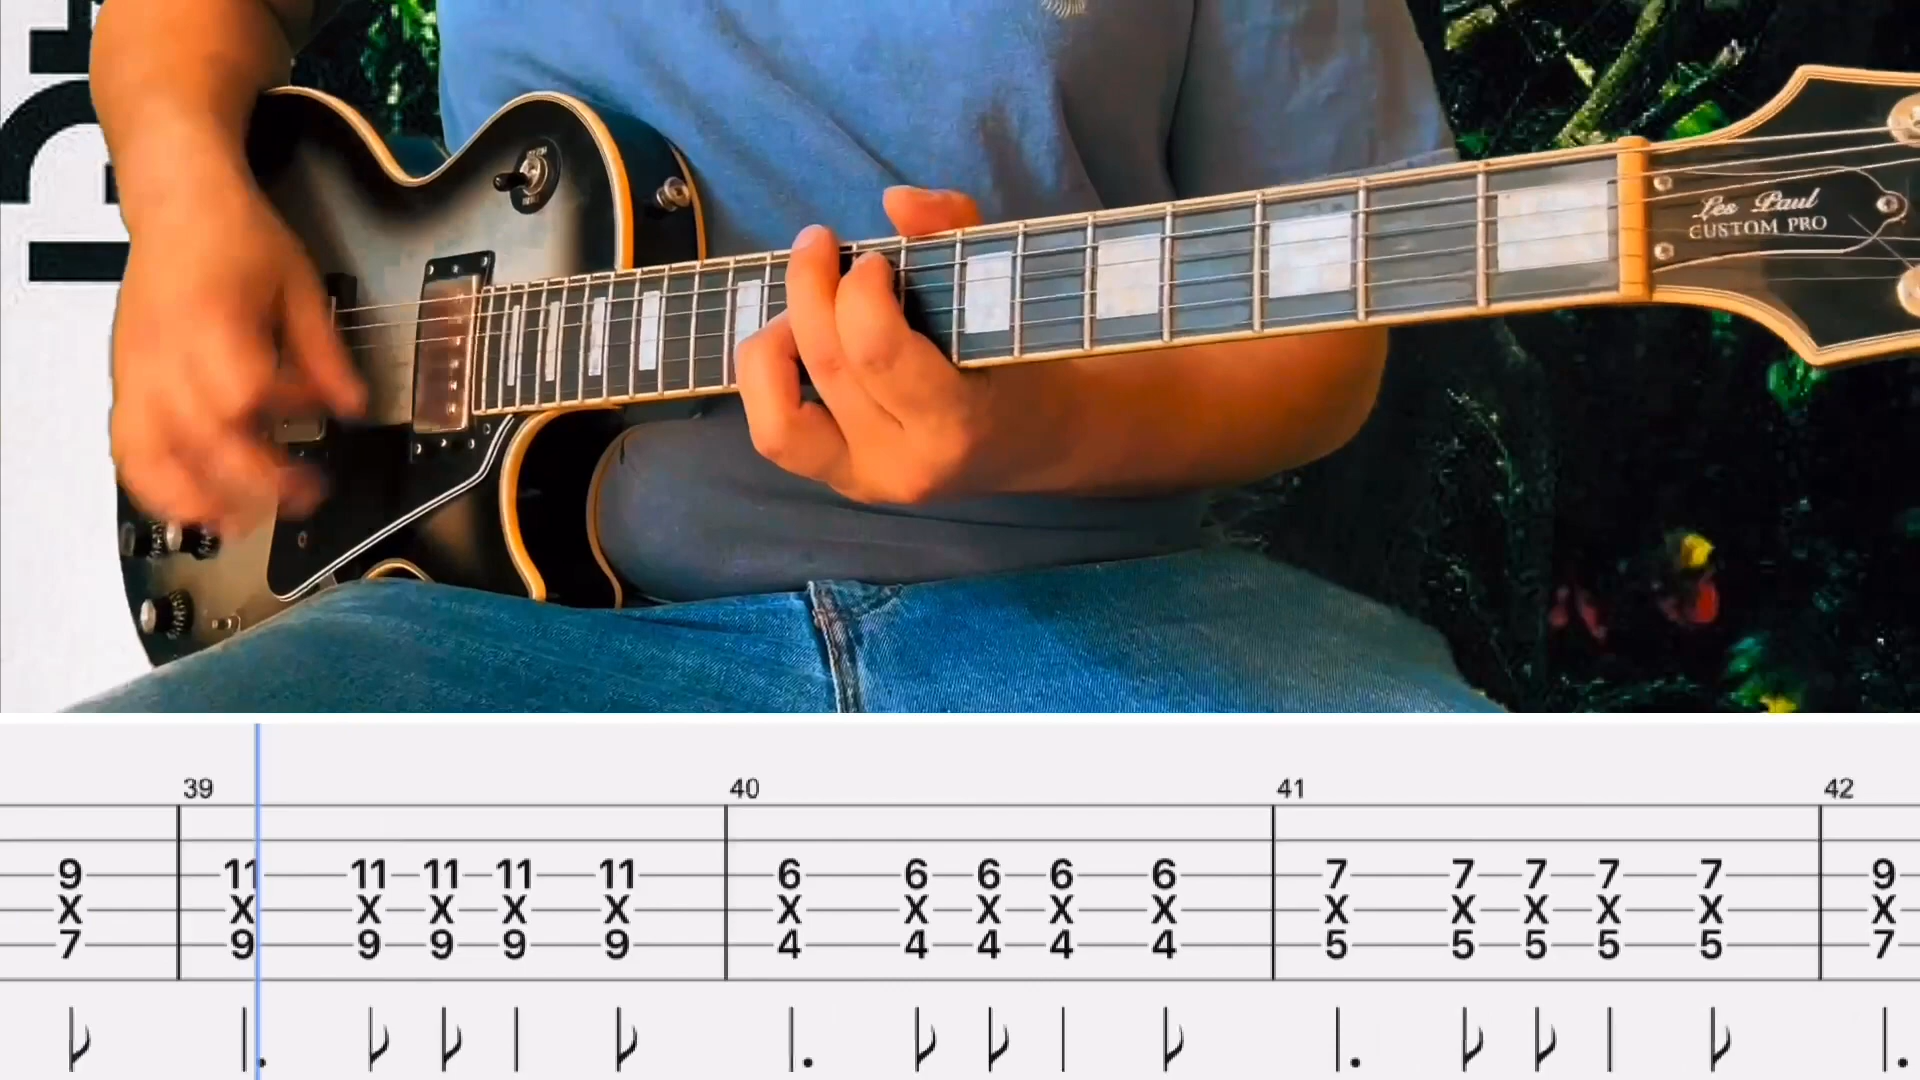 Les Paul
CUSTOM PRO
39 40 41 42
9 11 11 11 11 11 6 6 6 6 6 7 7 7 7 7 9
X X X X X X X X X X X X X X X X X
7 9 9 9 9 9 4 4 4 4 4 5 5 5 5 5 7